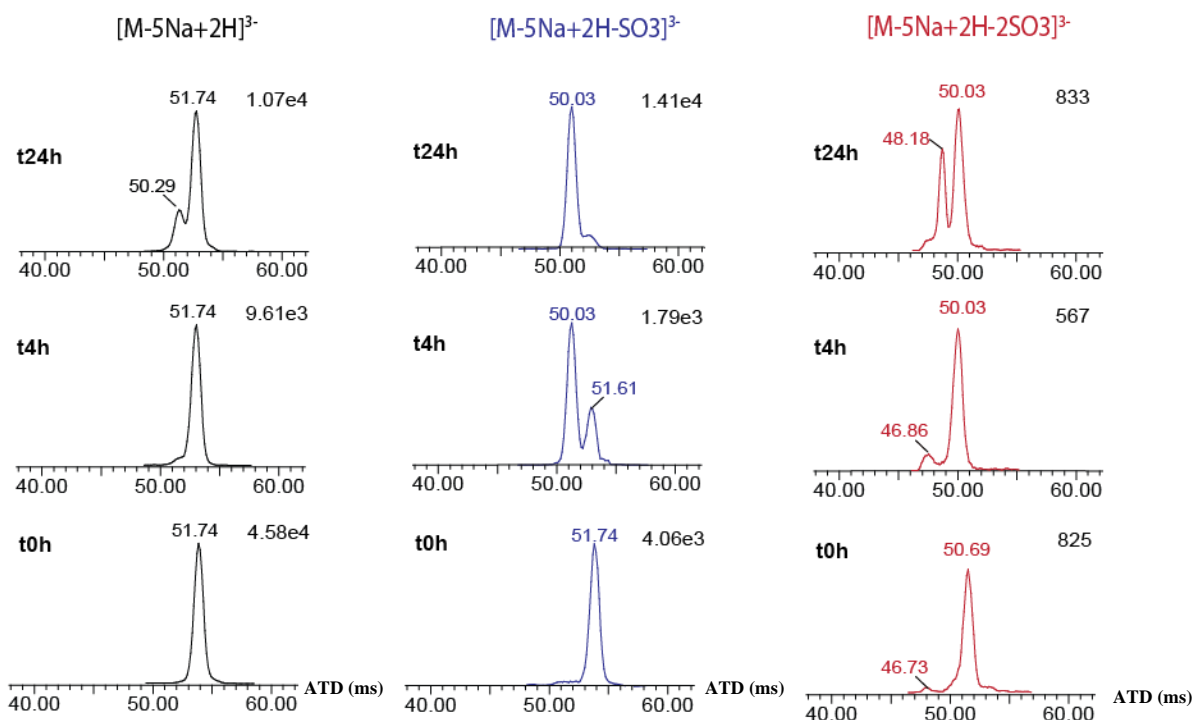 [M-5Na+2H]³⁻ [M-5Na+2H-SO3]³⁻ [M-5Na+2H-2SO3]³⁻
51.74 1.07e4 50.03 1.41e4 50.03 833
t24h t24h t24h 48.18
50.29
40.00 50.00 60.00 40.00 50.00 60.00 40.00 50.00 60.00
51.74 9.61e3 50.03 1.79e3 50.03 567
t4h t4h t4h
51.61
46.86
40.00 50.00 60.00 40.00 50.00 60.00 40.00 50.00 60.00
t0h 51.74 4.58e4 t0h 51.74 4.06e3 t0h 50.69 825
46.73
40.00 50.00 60.00 ATD (ms) 40.00 50.00 60.00 ATD (ms) 40.00 50.00 60.00 ATD (ms)